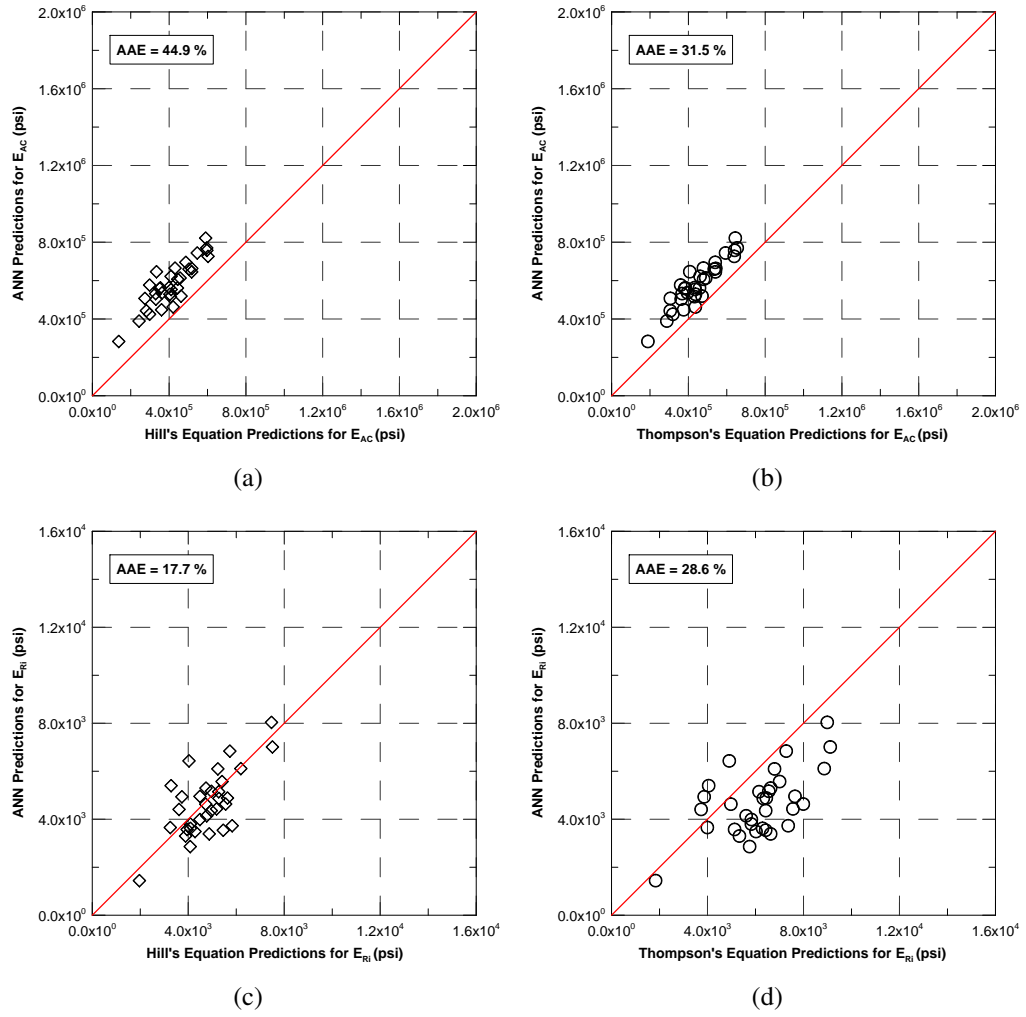 2.0x10⁶
1.6x10⁶
1.2x10⁶
8.0x10⁵
4.0x10⁵
0.0x10⁰
ANN Predictions for E_AC (psi)
AAE = 44.9 %
0.0x10⁰ 4.0x10⁵ 8.0x10⁵ 1.2x10⁶ 1.6x10⁶ 2.0x10⁶
Hill's Equation Predictions for E_AC (psi)
(a)
2.0x10⁶
1.6x10⁶
1.2x10⁶
8.0x10⁵
4.0x10⁵
0.0x10⁰
ANN Predictions for E_AC (psi)
AAE = 31.5 %
0.0x10⁰ 4.0x10⁵ 8.0x10⁵ 1.2x10⁶ 1.6x10⁶ 2.0x10⁶
Thompson's Equation Predictions for E_AC (psi)
(b)
1.6x10⁴
1.2x10⁴
8.0x10³
4.0x10³
0.0x10⁰
ANN Predictions for E_Ri (psi)
AAE = 17.7 %
0.0x10⁰ 4.0x10³ 8.0x10³ 1.2x10⁴ 1.6x10⁴
Hill's Equation Predictions for E_Ri (psi)
(c)
1.6x10⁴
1.2x10⁴
8.0x10³
4.0x10³
0.0x10⁰
ANN Predictions for E_Ri (psi)
AAE = 28.6 %
0.0x10⁰ 4.0x10³ 8.0x10³ 1.2x10⁴ 1.6x10⁴
Thompson's Equation Predictions for E_Ri (psi)
(d)